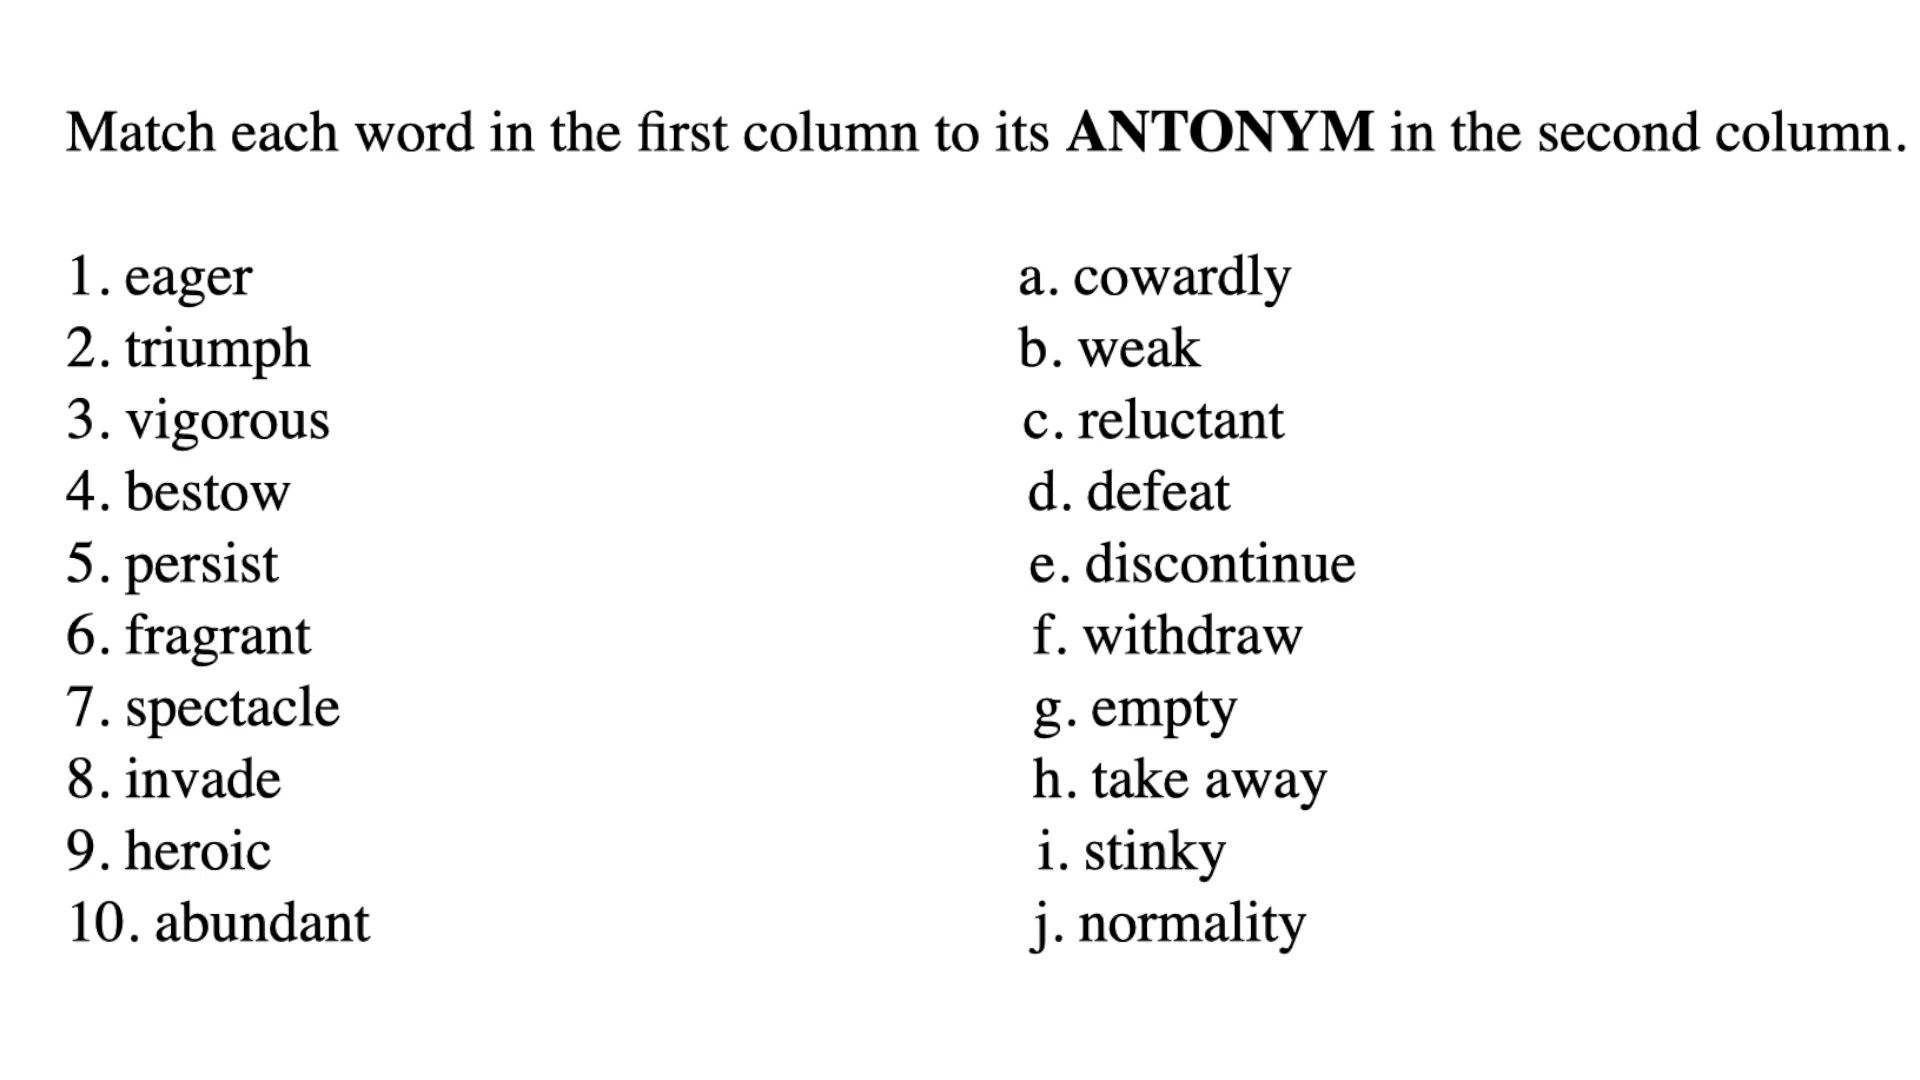 Match each word in the first column to its ANTONYM in the second column.
1. eager
2. triumph
3. vigorous
4. bestow
5. persist
6. fragrant
7. spectacle
8. invade
9. heroic
10. abundant
a. cowardly
b. weak
c. reluctant
d. defeat
e. discontinue
f. withdraw
g. empty
h. take away
i. stinky
j. normality